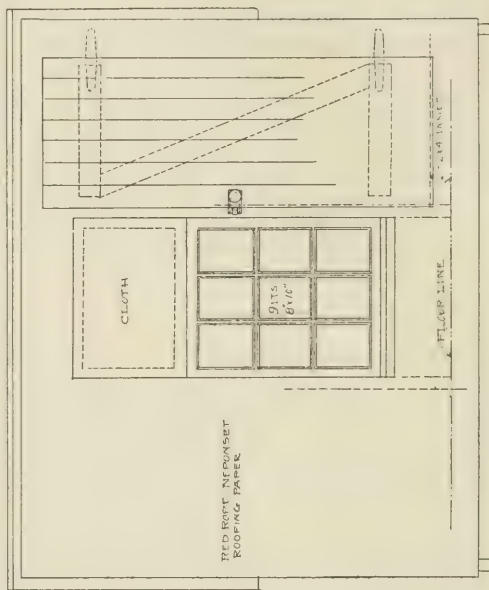 CLOTH
9 LTS
8"x10"
RED ROPE NEPONSET
ROOFING PAPER
FLOOR LINE